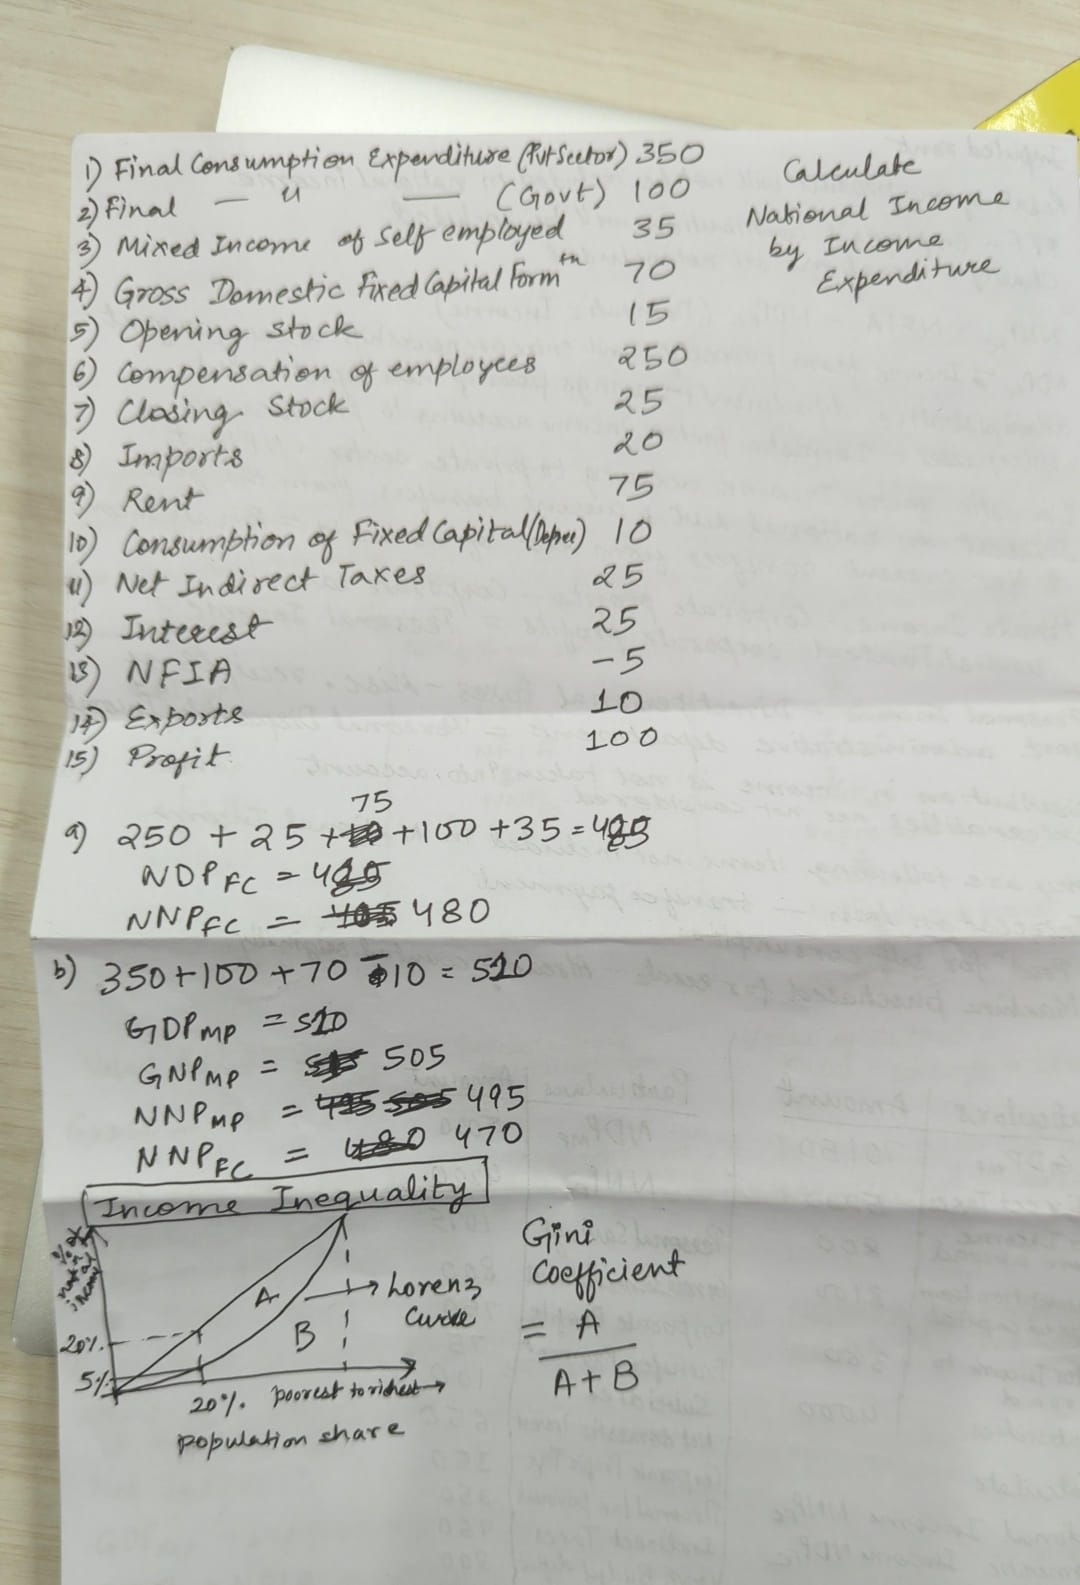 1) Final Consumption Expenditure (Pvt Sector) 350
2) Final — " — (Govt) 100
3) Mixed Income of Self employed 35
4) Gross Domestic Fixed Capital Form tn 70
5) Opening stock 15
6) Compensation of employees 250
7) Closing Stock 25
8) Imports 20
9) Rent 75
10) Consumption of Fixed Capital (Deprec) 10
11) Net Indirect Taxes 25
12) Interest 25
13) NFIA -5
14) Exports 10
15) Profit 100
Calculate
National Income
by Income
Expenditure
75
a) 250 + 25 + +100 +35 = 485
NDP FC = 485
NNP FC = 480
b) 350+100+70 - 10 = 510
GDP MP = 510
GNP MP = 505
NNP MP = 495
NNP FC = 470
Income Inequality
% of
income
A
B
Lorenz
Curve
20%
5%
20% poorest to richest
population share
Gini
Coefficient
= A
A+B